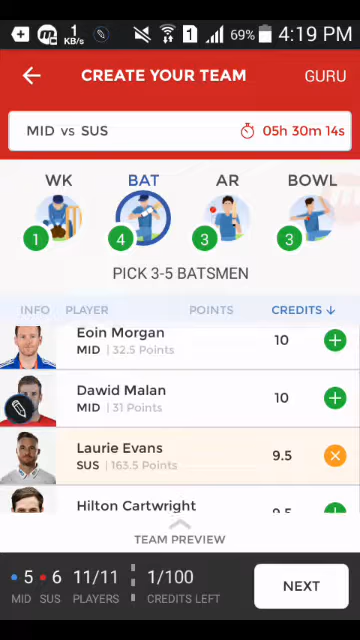 1 KB/s 1 69% 4:19 PM
CREATE YOUR TEAM GURU
MID vs SUS 05h 30m 14s
WK BAT AR BOWL
1 4 3 3
PICK 3-5 BATSMEN
INFO PLAYER POINTS CREDITS ↓
Eoin Morgan
MID | 32.5 Points 10
Dawid Malan
MID | 31 Points 10
Laurie Evans
SUS | 163.5 Points 9.5
Hilton Cartwright 9.5
TEAM PREVIEW
5 6 11/11 1/100
MID SUS PLAYERS CREDITS LEFT
NEXT